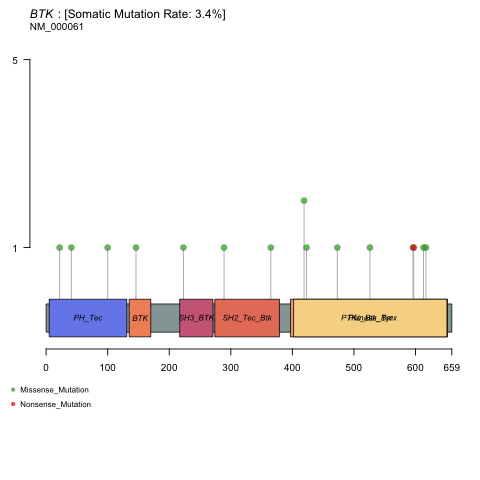 BTK : [Somatic Mutation Rate: 3.4%]
NM_000061
5
1
PH_Tec BTK SH3_BTK SH2_Tec_Btk
0 100 200 300 400 500 600 659
Missense_Mutation
Nonsense_Mutation